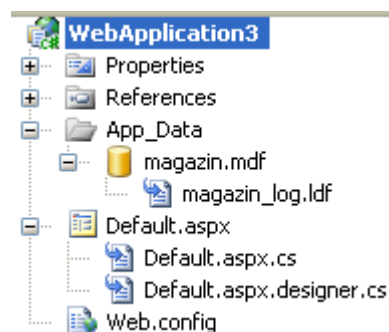 WebApplication3
Properties
References
App_Data
magazin.mdf
magazin_log.ldf
Default.aspx
Default.aspx.cs
Default.aspx.designer.cs
Web.config